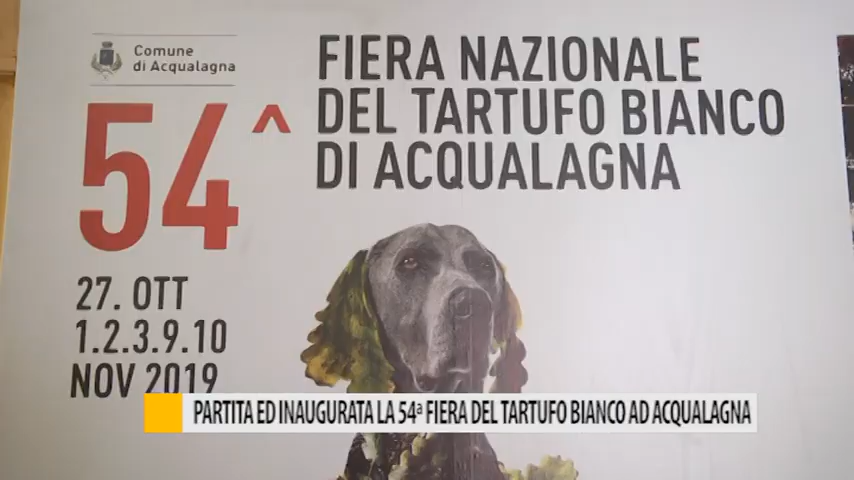 Comune
di Acqualagna
54^
FIERA NAZIONALE
DEL TARTUFO BIANCO
DI ACQUALAGNA
27. OTT
1.2.3.9.10
NOV 2019
PARTITA ED INAUGURATA LA 54ª FIERA DEL TARTUFO BIANCO AD ACQUALAGNA